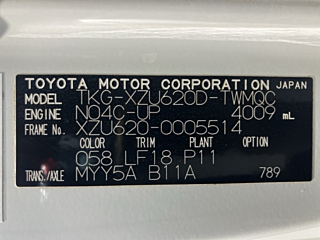 TOYOTA MOTOR CORPORATION JAPAN
MODEL TKG-XZU620D-TWMQC
ENGINE N04C-UP 4009 mL
FRAME No. XZU620-0005514
COLOR TRIM PLANT OPTION
058 LF18 P11
TRANS./AXLE MYY5A B11A 789